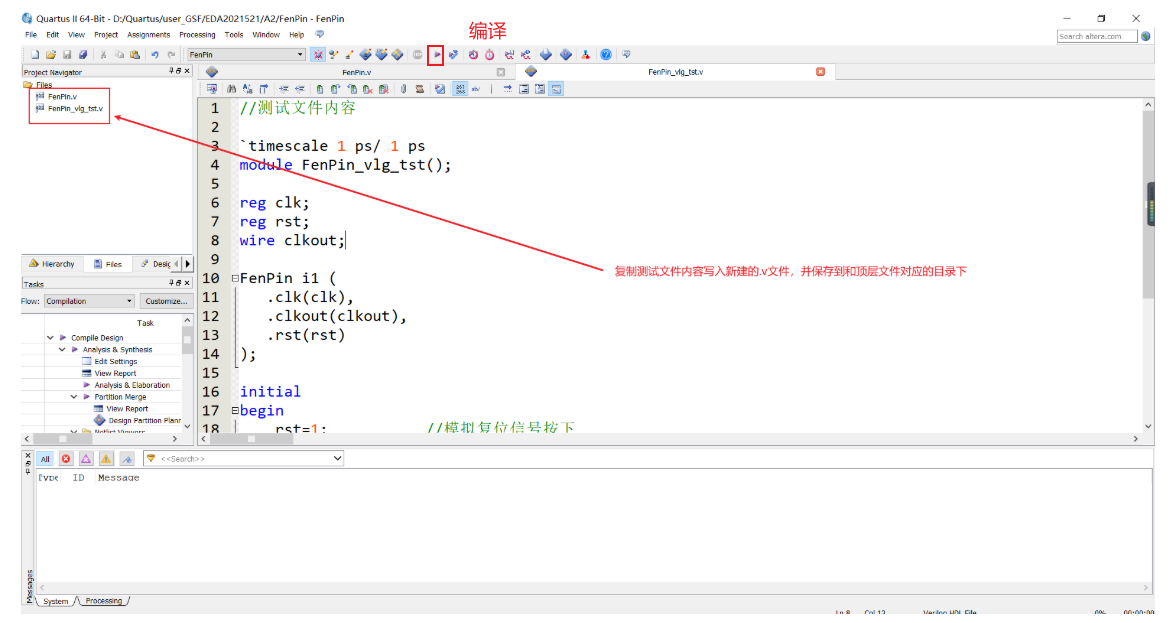 Quartus II 64-Bit - D:/Quartus/user_GSF/EDA2021521/A2/FenPin - FenPin
File Edit View Project Assignments Processing Tools Window Help
Search altera.com
编译
FenPin
Project Navigator
FenPin.v
FenPin_vlg_tst.v
Files
FenPin.v
FenPin_vlg_tst.v
1 //测试文件内容
2
3 `timescale 1 ps/ 1 ps
4 module FenPin_vlg_tst();
5
6 reg clk;
7 reg rst;
8 wire clkout;
9
10 FenPin i1 (
11 .clk(clk),
12 .clkout(clkout),
13 .rst(rst)
14 );
15
16 initial
17 begin
18 rst=1; //模拟复位信号按下
复制测试文件内容写入新建的.v文件，并保存到和顶层文件对应的目录下
Hierarchy Files Desig
Tasks
Flow: Compilation Customize...
Task
Compile Design
Analysis & Synthesis
Edit Settings
View Report
Analysis & Elaboration
Partition Merge
View Report
Design Partition Planr
Netlist Viewers
All <<Search>>
Type ID Message
Messages
System Processing
Ln 8 Col 13 Verilog HDL File 0% 00:00:00